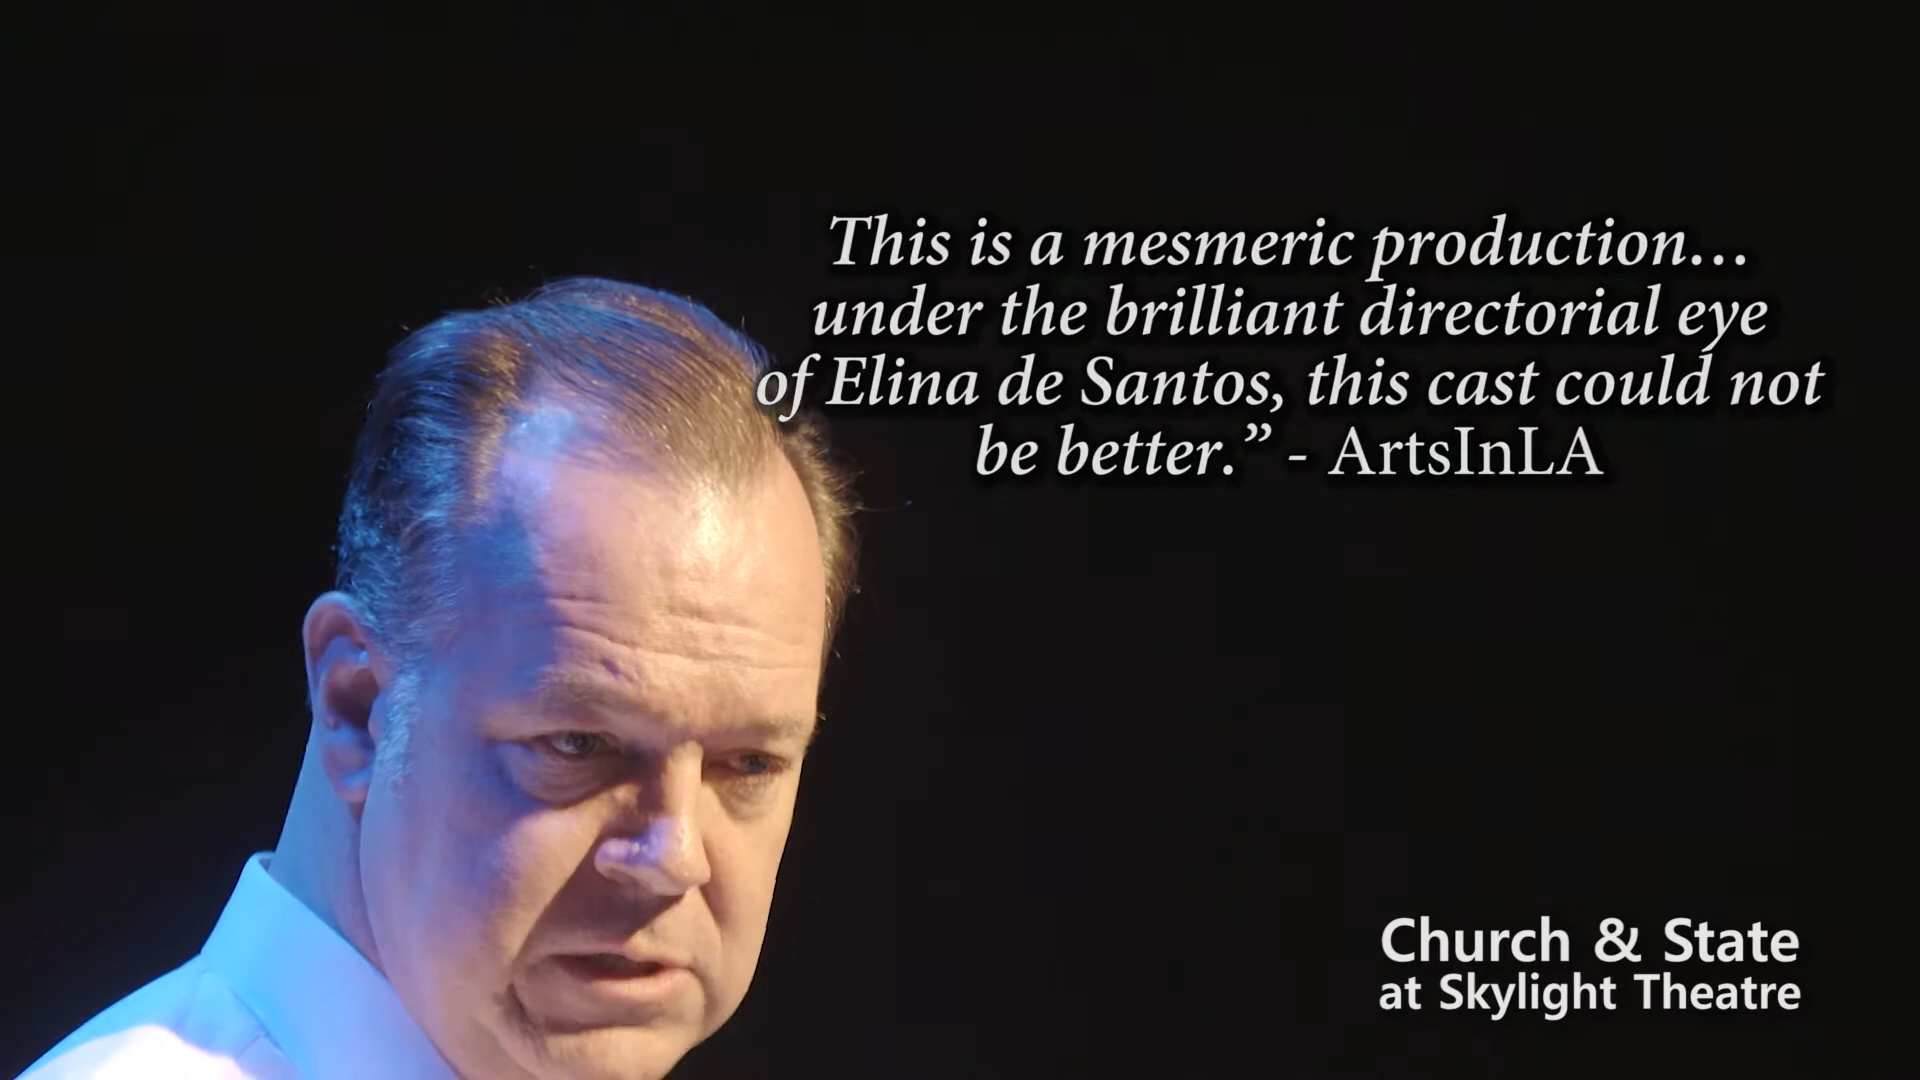 This is a mesmeric production…
under the brilliant directorial eye
of Elina de Santos, this cast could not
be better.” - ArtsInLA
Church & State
at Skylight Theatre